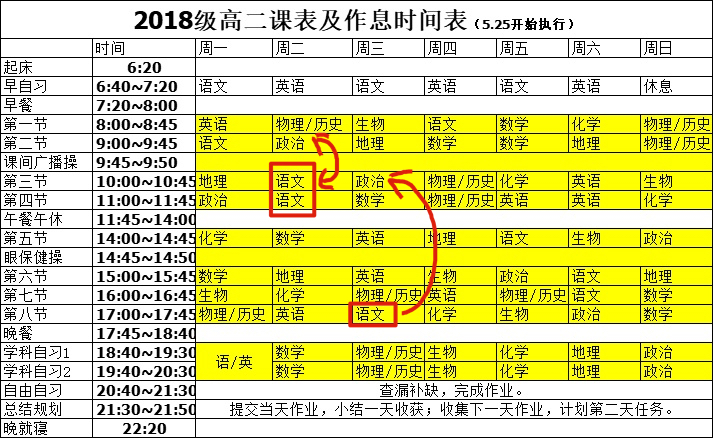 2018级高二课表及作息时间表（5.25开始执行）
时间 周一 周二 周三 周四 周五 周六 周日
起床 6:20
早自习 6:40~7:20 语文 英语 语文 英语 语文 英语 休息
早餐 7:20~8:00
第一节 8:00~8:45 英语 物理/历史 生物 语文 数学 化学 物理/历史
第二节 9:00~9:45 语文 政治 地理 数学 数学 地理 物理/历史
课间广播操 9:45~9:50
第三节 10:00~10:45 地理 语文 政治 物理/历史 化学 英语 生物
第四节 11:00~11:45 政治 语文 数学 物理/历史 英语 英语 化学
午餐午休 11:45~14:00
第五节 14:00~14:45 化学 数学 英语 地理 语文 生物 政治
眼保健操 14:45~14:50
第六节 15:00~15:45 数学 地理 英语 生物 政治 语文 地理
第七节 16:00~16:45 生物 化学 物理/历史 英语 物理/历史 语文 数学
第八节 17:00~17:45 物理/历史 英语 语文 化学 生物 政治 数学
晚餐 17:45~18:40
学科自习1 18:40~19:30 语/英 数学 物理/历史 生物 化学 地理 政治
学科自习2 19:40~20:30 数学 物理/历史 生物 化学 地理 政治
自由自习 20:40~21:30 查漏补缺，完成作业。
总结规划 21:30~21:50 提交当天作业，小结一天收获；收集下一天作业，计划第二天任务。
晚就寝 22:20